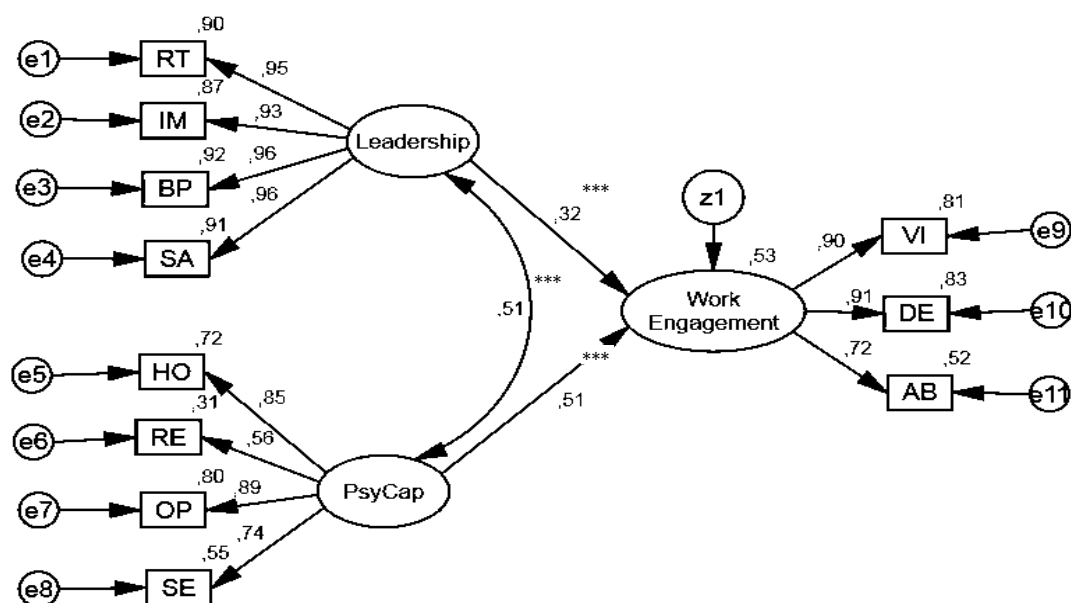 ,90
e1
RT
,95
,87
e2
IM
,93
Leadership
,92
,96
e3
BP
,96
,91
e4
SA
***
,32
z1
,81
VI
e9
,90
,53
***
,51
Work
Engagement
,91
,83
DE
e10
***
,72
,52
AB
e11
,72
e5
HO
,85
,51
,31
e6
RE
,56
,80
,89
e7
OP
PsyCap
,74
,55
e8
SE